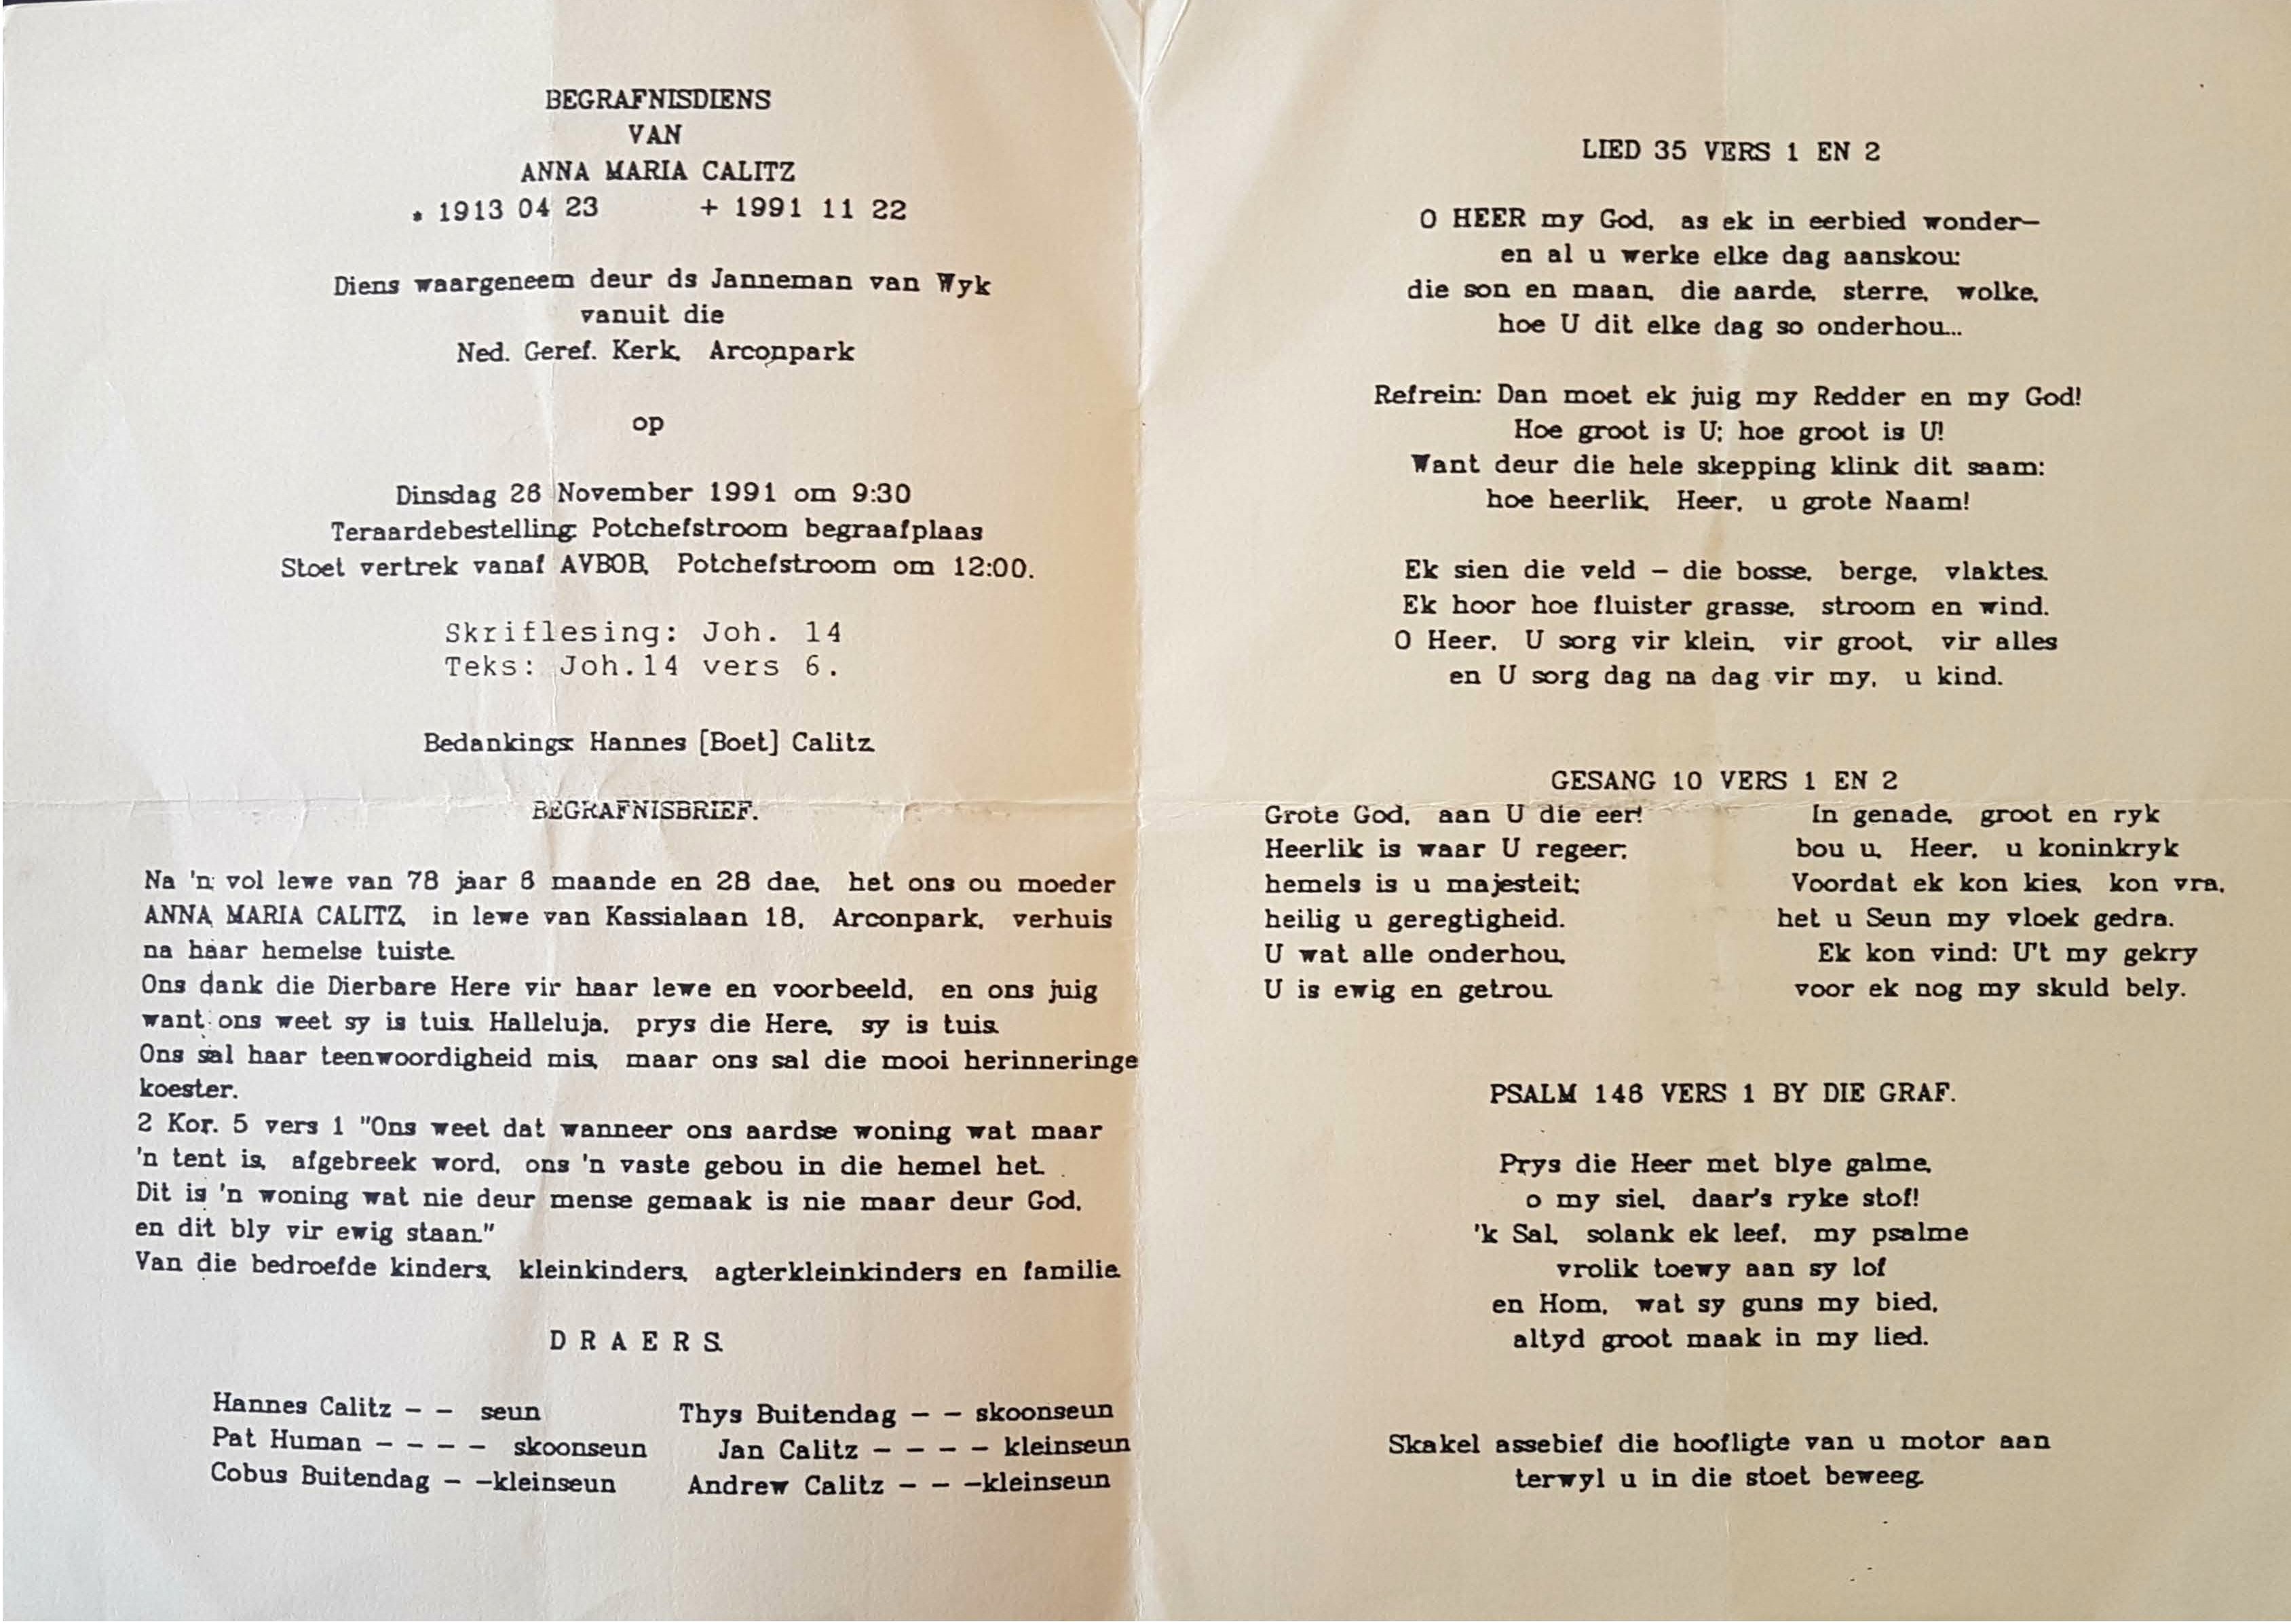 BEGRAFNISDIENS
VAN
ANNA MARIA CALITZ
* 1913 04 23 + 1991 11 22
Diens waargeneem deur ds Janneman van Wyk
vanuit die
Ned. Geref. Kerk, Arconpark
op
Dinsdag 26 November 1991 om 9:30
Teraardebestelling: Potchefstroom begraafplaas
Stoet vertrek vanaf AVBOB, Potchefstroom om 12:00.
Skriflesing: Joh. 14
Teks: Joh.14 vers 6.
Bedankings: Hannes [Boet] Calitz
BEGRAFNISBRIEF.
Na 'n vol lewe van 78 jaar 6 maande en 28 dae, het ons ou moeder
ANNA MARIA CALITZ, in lewe van Kassialaan 18, Arconpark, verhuis
na haar hemelse tuiste.
Ons dank die Dierbare Here vir haar lewe en voorbeeld, en ons juig
want ons weet sy is tuis. Halleluja, prys die Here, sy is tuis.
Ons sal haar teenwoordigheid mis, maar ons sal die mooi herinneringe
koester.
2 Kor. 5 vers 1 "Ons weet dat wanneer ons aardse woning wat maar
'n tent is, afgebreek word, ons 'n vaste gebou in die hemel het.
Dit is 'n woning wat nie deur mense gemaak is nie maar deur God,
en dit bly vir ewig staan."
Van die bedroefde kinders, kleinkinders, agterkleinkinders en familie.
D R A E R S.
Hannes Calitz - - seun Thys Buitendag - - skoonseun
Pat Human - - - - skoonseun Jan Calitz - - - - kleinseun
Cobus Buitendag - -kleinseun Andrew Calitz - - -kleinseun
LIED 35 VERS 1 EN 2
O HEER my God, as ek in eerbied wonder-
en al u werke elke dag aanskou:
die son en maan, die aarde, sterre, wolke,
hoe U dit elke dag so onderhou...
Refrein: Dan moet ek juig my Redder en my God!
Hoe groot is U; hoe groot is U!
Want deur die hele skepping klink dit saam:
hoe heerlik, Heer, u grote Naam!
Ek sien die veld - die bosse, berge, vlaktes.
Ek hoor hoe fluister grasse, stroom en wind.
O Heer, U sorg vir klein, vir groot, vir alles
en U sorg dag na dag vir my, u kind.
GESANG 10 VERS 1 EN 2
Grote God, aan U die eer!
Heerlik is waar U regeer;
hemels is u majesteit;
heilig u geregtigheid.
U wat alle onderhou,
U is ewig en getrou.
In genade, groot en ryk
bou u, Heer, u koninkryk
Voordat ek kon kies, kon vra,
het u Seun my vloek gedra.
Ek kon vind: U't my gekry
voor ek nog my skuld bely.
PSALM 146 VERS 1 BY DIE GRAF.
Prys die Heer met blye galme,
o my siel, daar's ryke stof!
'k Sal, solank ek leef, my psalme
vrolik toewy aan sy lof
en Hom, wat sy guns my bied,
altyd groot maak in my lied.
Skakel assebief die hoofligte van u motor aan
terwyl u in die stoet beweeg.